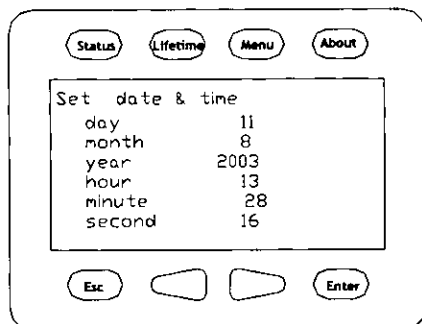 Status Lifetime Menu About
Set date & time
day 11
month 8
year 2003
hour 13
minute 28
second 16
Esc Enter